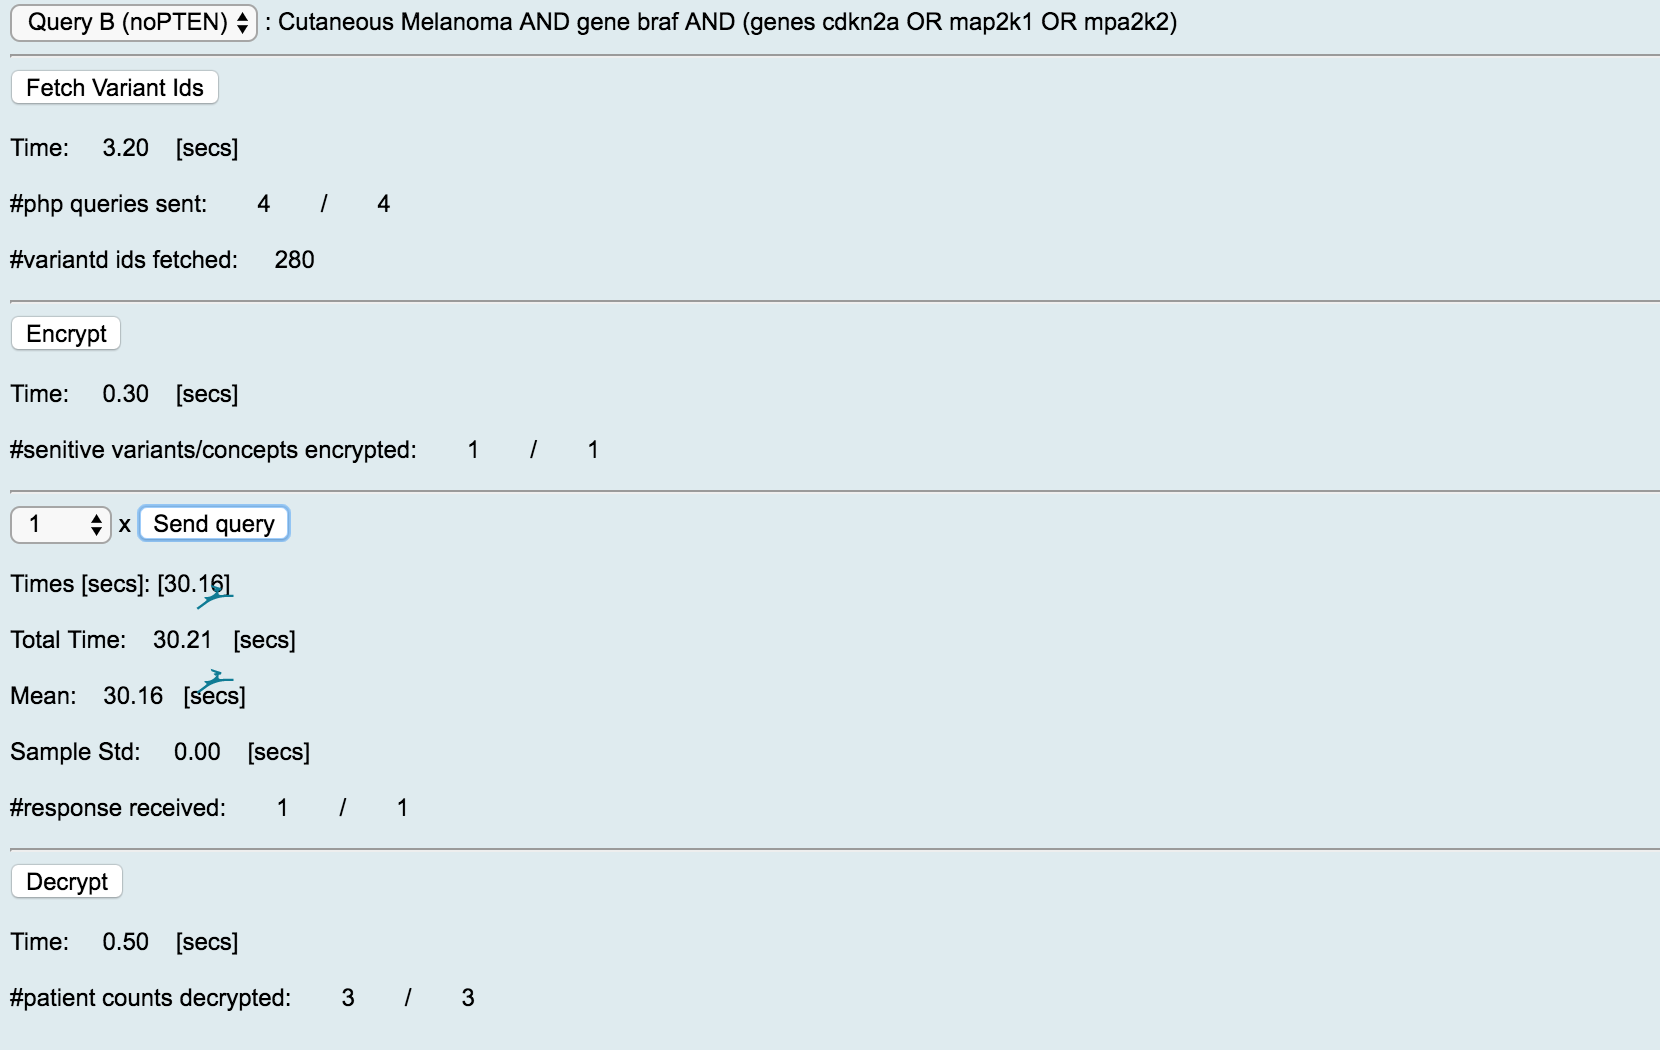 Query B (noPTEN) : Cutaneous Melanoma AND gene braf AND (genes cdkn2a OR map2k1 OR mpa2k2)
Fetch Variant Ids
Time: 3.20 [secs]
#php queries sent: 4 / 4
#variantd ids fetched: 280
Encrypt
Time: 0.30 [secs]
#senitive variants/concepts encrypted: 1 / 1
1 x Send query
Times [secs]: [30.16]
Total Time: 30.21 [secs]
Mean: 30.16 [secs]
Sample Std: 0.00 [secs]
#response received: 1 / 1
Decrypt
Time: 0.50 [secs]
#patient counts decrypted: 3 / 3